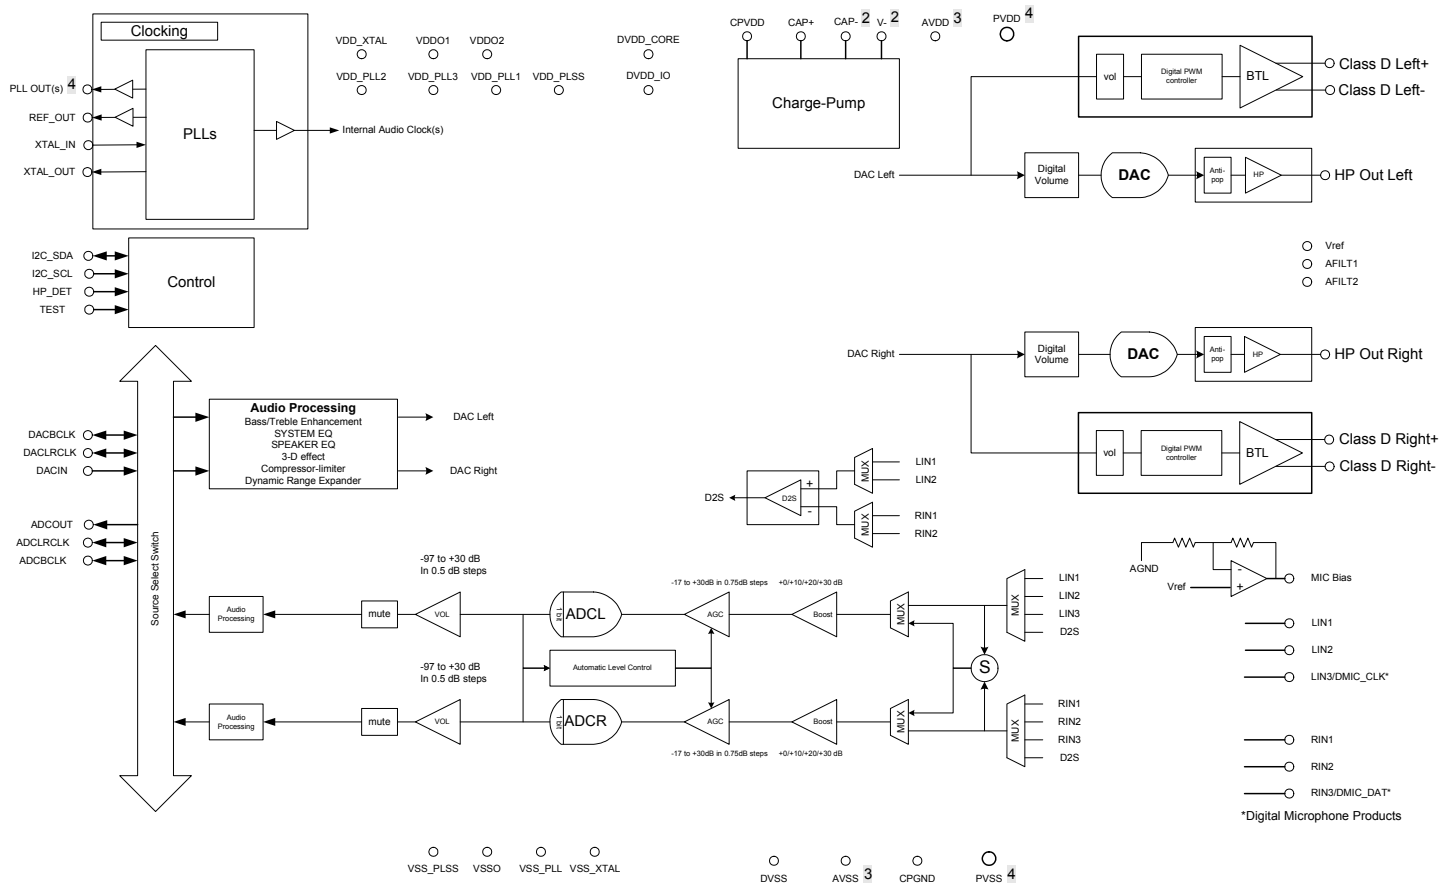 Clocking
PLLs
PLL OUT(s) 4
REF_OUT
XTAL_IN
XTAL_OUT
Internal Audio Clock(s)
VDD_XTAL
VDDO1
VDDO2
DVDD_CORE
VDD_PLL2
VDD_PLL3
VDD_PLL1
VDD_PLSS
DVDD_IO
CPVDD
CAP+
CAP- 2
V- 2
AVDD 3
PVDD 4
Charge-Pump
vol
Digital PWM
controller
BTL
Class D Left+
Class D Left-
DAC Left
Digital
Volume
DAC
Anti-
pop
HP
HP Out Left
I2C_SDA
I2C_SCL
HP_DET
TEST
Control
Vref
AFILT1
AFILT2
DAC Right
Digital
Volume
DAC
Anti-
pop
HP
HP Out Right
vol
Digital PWM
controller
BTL
Class D Right+
Class D Right-
DACBCLK
DACLRCLK
DACIN
ADCOUT
ADCLRCLK
ADCBCLK
Source Select Switch
Audio Processing
Bass/Treble Enhancement
SYSTEM EQ
SPEAKER EQ
3-D effect
Compressor-limiter
Dynamic Range Expander
DAC Left
DAC Right
D2S
D2S
+
-
MUX
LIN1
LIN2
MUX
RIN1
RIN2
AGND
Vref
-
+
MIC Bias
-97 to +30 dB
In 0.5 dB steps
-17 to +30dB in 0.75dB steps
+0/+10/+20/+30 dB
Audio
Processing
mute
VOL
1 bit
ADCL
AGC
Boost
MUX
MUX
LIN1
LIN2
LIN3
D2S
Automatic Level Control
S
-97 to +30 dB
In 0.5 dB steps
Audio
Processing
mute
VOL
1 bit
ADCR
AGC
Boost
MUX
MUX
RIN1
RIN2
RIN3
D2S
-17 to +30dB in 0.75dB steps
+0/+10/+20/+30 dB
LIN1
LIN2
LIN3/DMIC_CLK*
RIN1
RIN2
RIN3/DMIC_DAT*
*Digital Microphone Products
VSS_PLSS
VSSO
VSS_PLL
VSS_XTAL
DVSS
AVSS 3
CPGND
PVSS 4